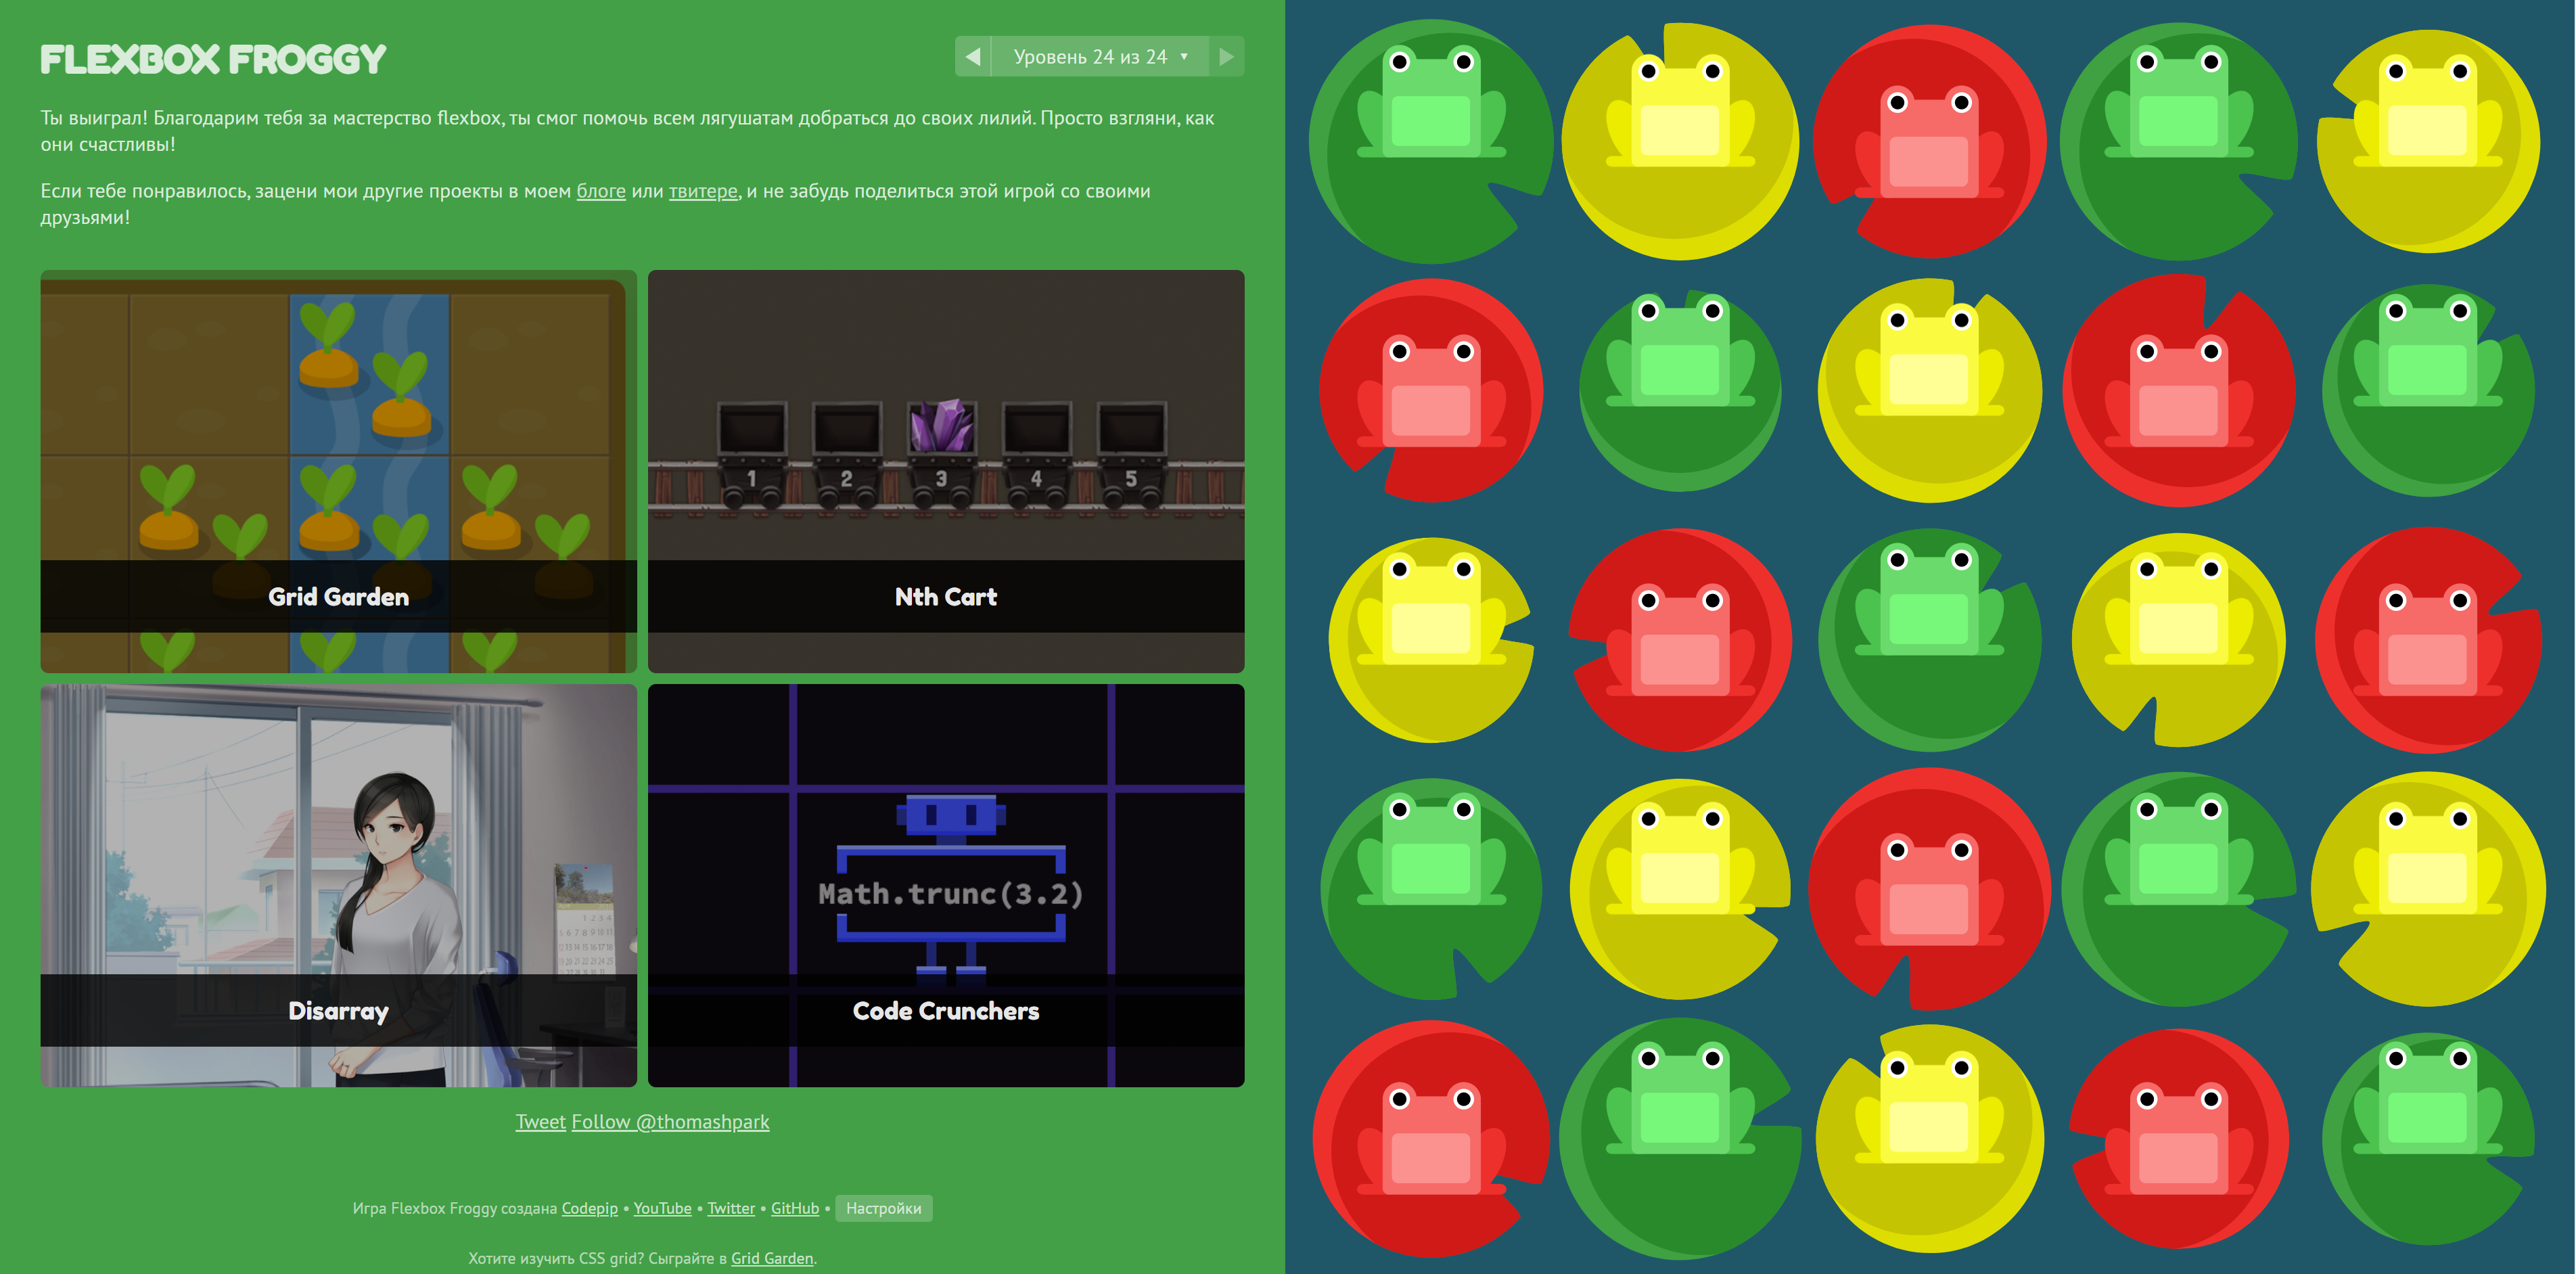 FLEXBOX FROGGY
Уровень 24 из 24
Ты выиграл! Благодарим тебя за мастерство flexbox, ты смог помочь всем лягушатам добраться до своих лилий. Просто взгляни, как
они счастливы!
Если тебе понравилось, зацени мои другие проекты в моем блоге или твитере, и не забудь поделиться этой игрой со своими
друзьями!
Grid Garden
1 2 3 4 5
Nth Cart
Disarray
Math.trunc(3.2)
Code Crunchers
Tweet Follow @thomashpark
Игра Flexbox Froggy создана Codepip • YouTube • Twitter • GitHub • Настройки
Хотите изучить CSS grid? Сыграйте в Grid Garden.